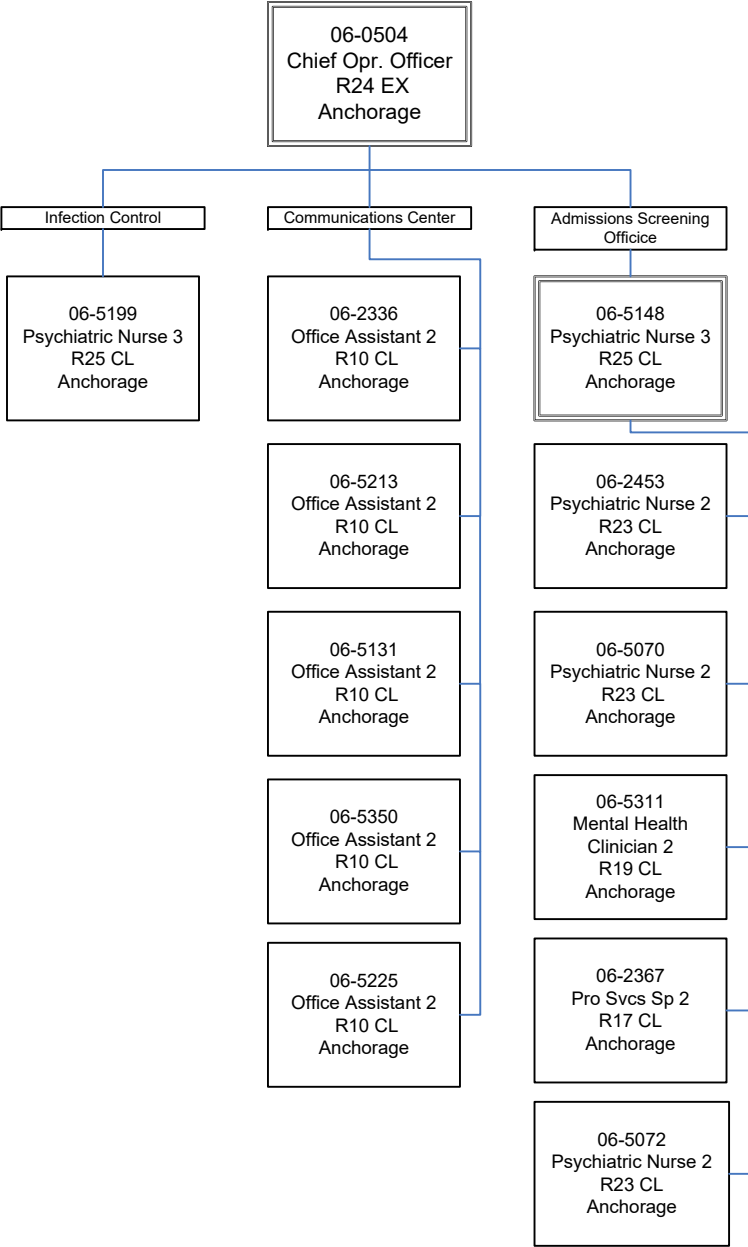 06-0504
Chief Opr. Officer
R24 EX
Anchorage
Infection Control
06-5199
Psychiatric Nurse 3
R25 CL
Anchorage
Communications Center
06-2336
Office Assistant 2
R10 CL
Anchorage
06-5213
Office Assistant 2
R10 CL
Anchorage
06-5131
Office Assistant 2
R10 CL
Anchorage
06-5350
Office Assistant 2
R10 CL
Anchorage
06-5225
Office Assistant 2
R10 CL
Anchorage
Admissions Screening
Officice
06-5148
Psychiatric Nurse 3
R25 CL
Anchorage
06-2453
Psychiatric Nurse 2
R23 CL
Anchorage
06-5070
Psychiatric Nurse 2
R23 CL
Anchorage
06-5311
Mental Health
Clinician 2
R19 CL
Anchorage
06-2367
Pro Svcs Sp 2
R17 CL
Anchorage
06-5072
Psychiatric Nurse 2
R23 CL
Anchorage